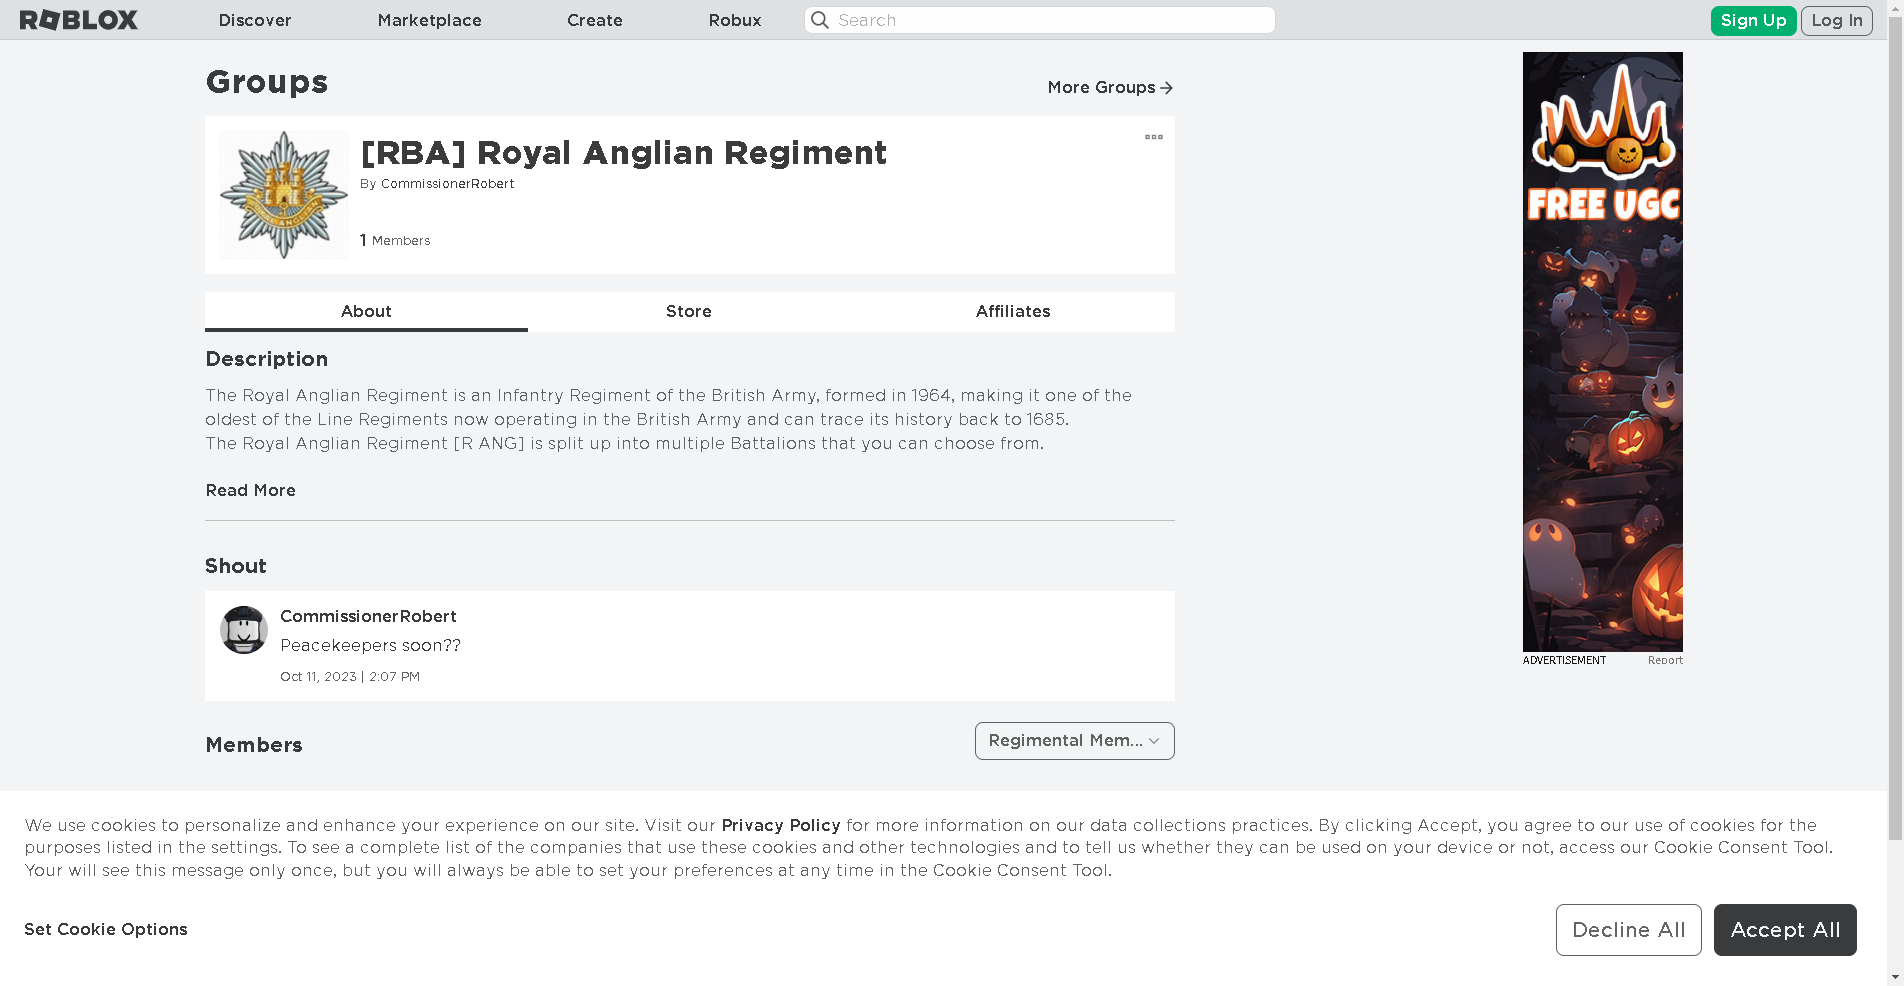 ROBLOX
Discover
Marketplace
Create
Robux
Search
Sign Up
Log In
Groups
More Groups
[RBA] Royal Anglian Regiment
By CommissionerRobert
1 Members
ROYAL ANGLIAN
About
Store
Affiliates
Description
The Royal Anglian Regiment is an Infantry Regiment of the British Army, formed in 1964, making it one of the
oldest of the Line Regiments now operating in the British Army and can trace its history back to 1685.
The Royal Anglian Regiment [R ANG] is split up into multiple Battalions that you can choose from.
Read More
Shout
CommissionerRobert
Peacekeepers soon??
Oct 11, 2023 | 2:07 PM
Members
Regimental Mem...
FREE UGC
ADVERTISEMENT
Report
We use cookies to personalize and enhance your experience on our site. Visit our Privacy Policy for more information on our data collections practices. By clicking Accept, you agree to our use of cookies for the
purposes listed in the settings. To see a complete list of the companies that use these cookies and other technologies and to tell us whether they can be used on your device or not, access our Cookie Consent Tool.
Your will see this message only once, but you will always be able to set your preferences at any time in the Cookie Consent Tool.
Set Cookie Options
Decline All
Accept All